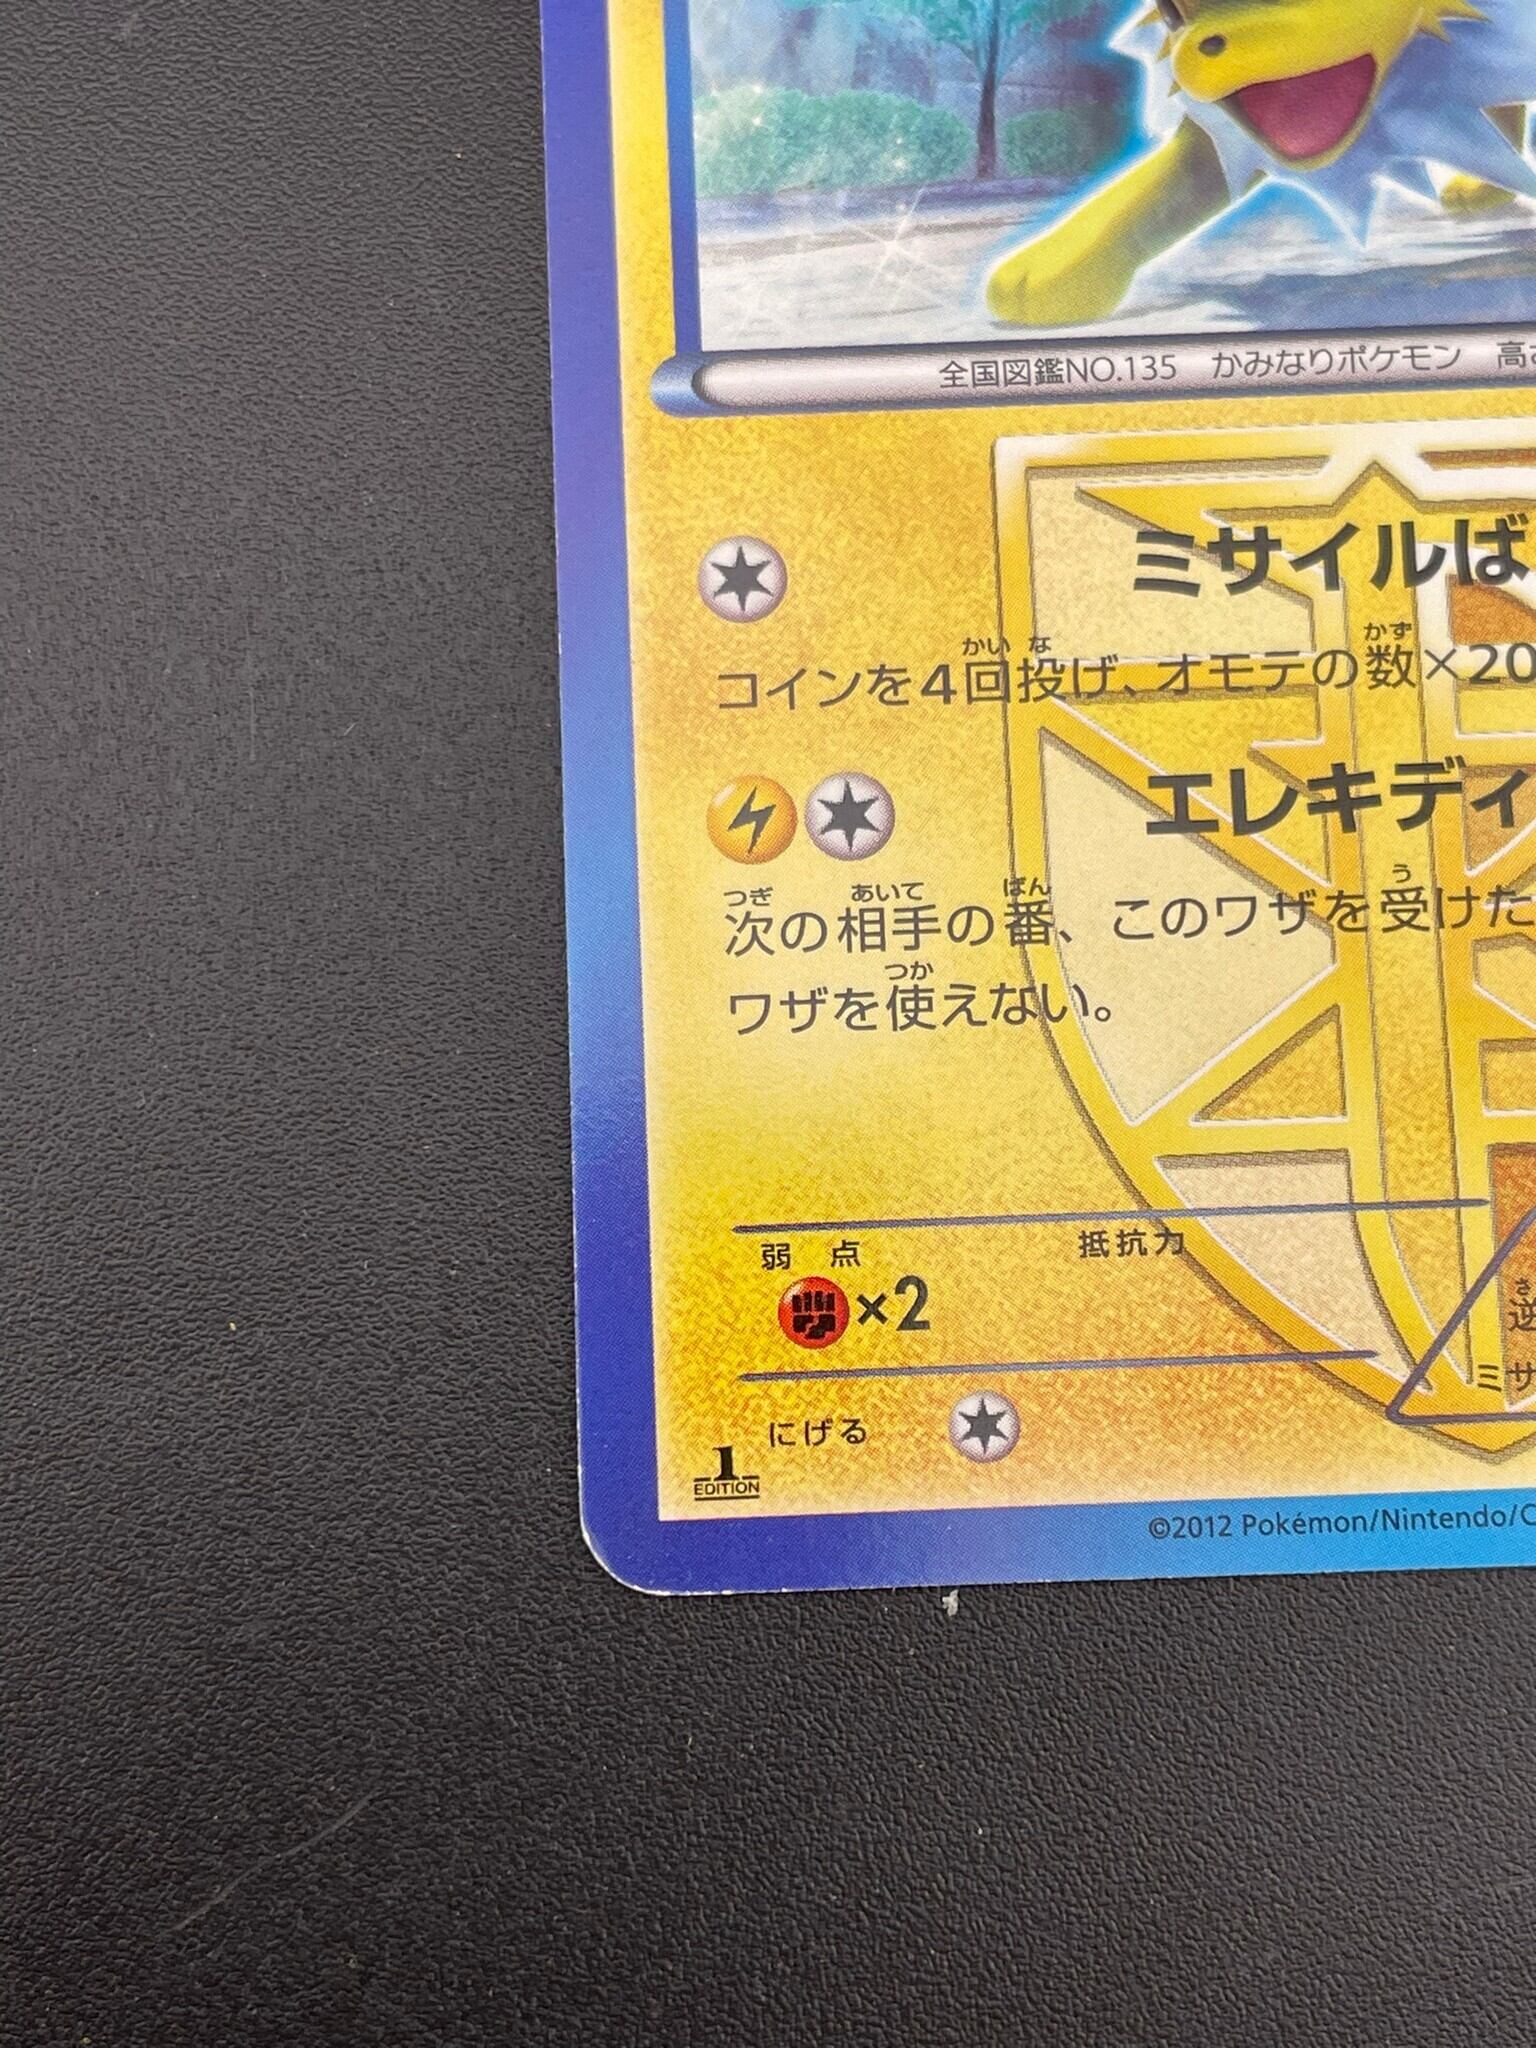 全国図鑑NO.135 かみなりポケモン 高さ
ミサイルば
かい な かず
コインを4回投げ、オモテの数×20
エレキディ
つぎ あいて ばん う
次の相手の番、このワザを受けた
つか
ワザを使えない。
弱点 抵抗力
×2
ミサ
にげる
1
EDITION
©2012 Pokémon/Nintendo/C